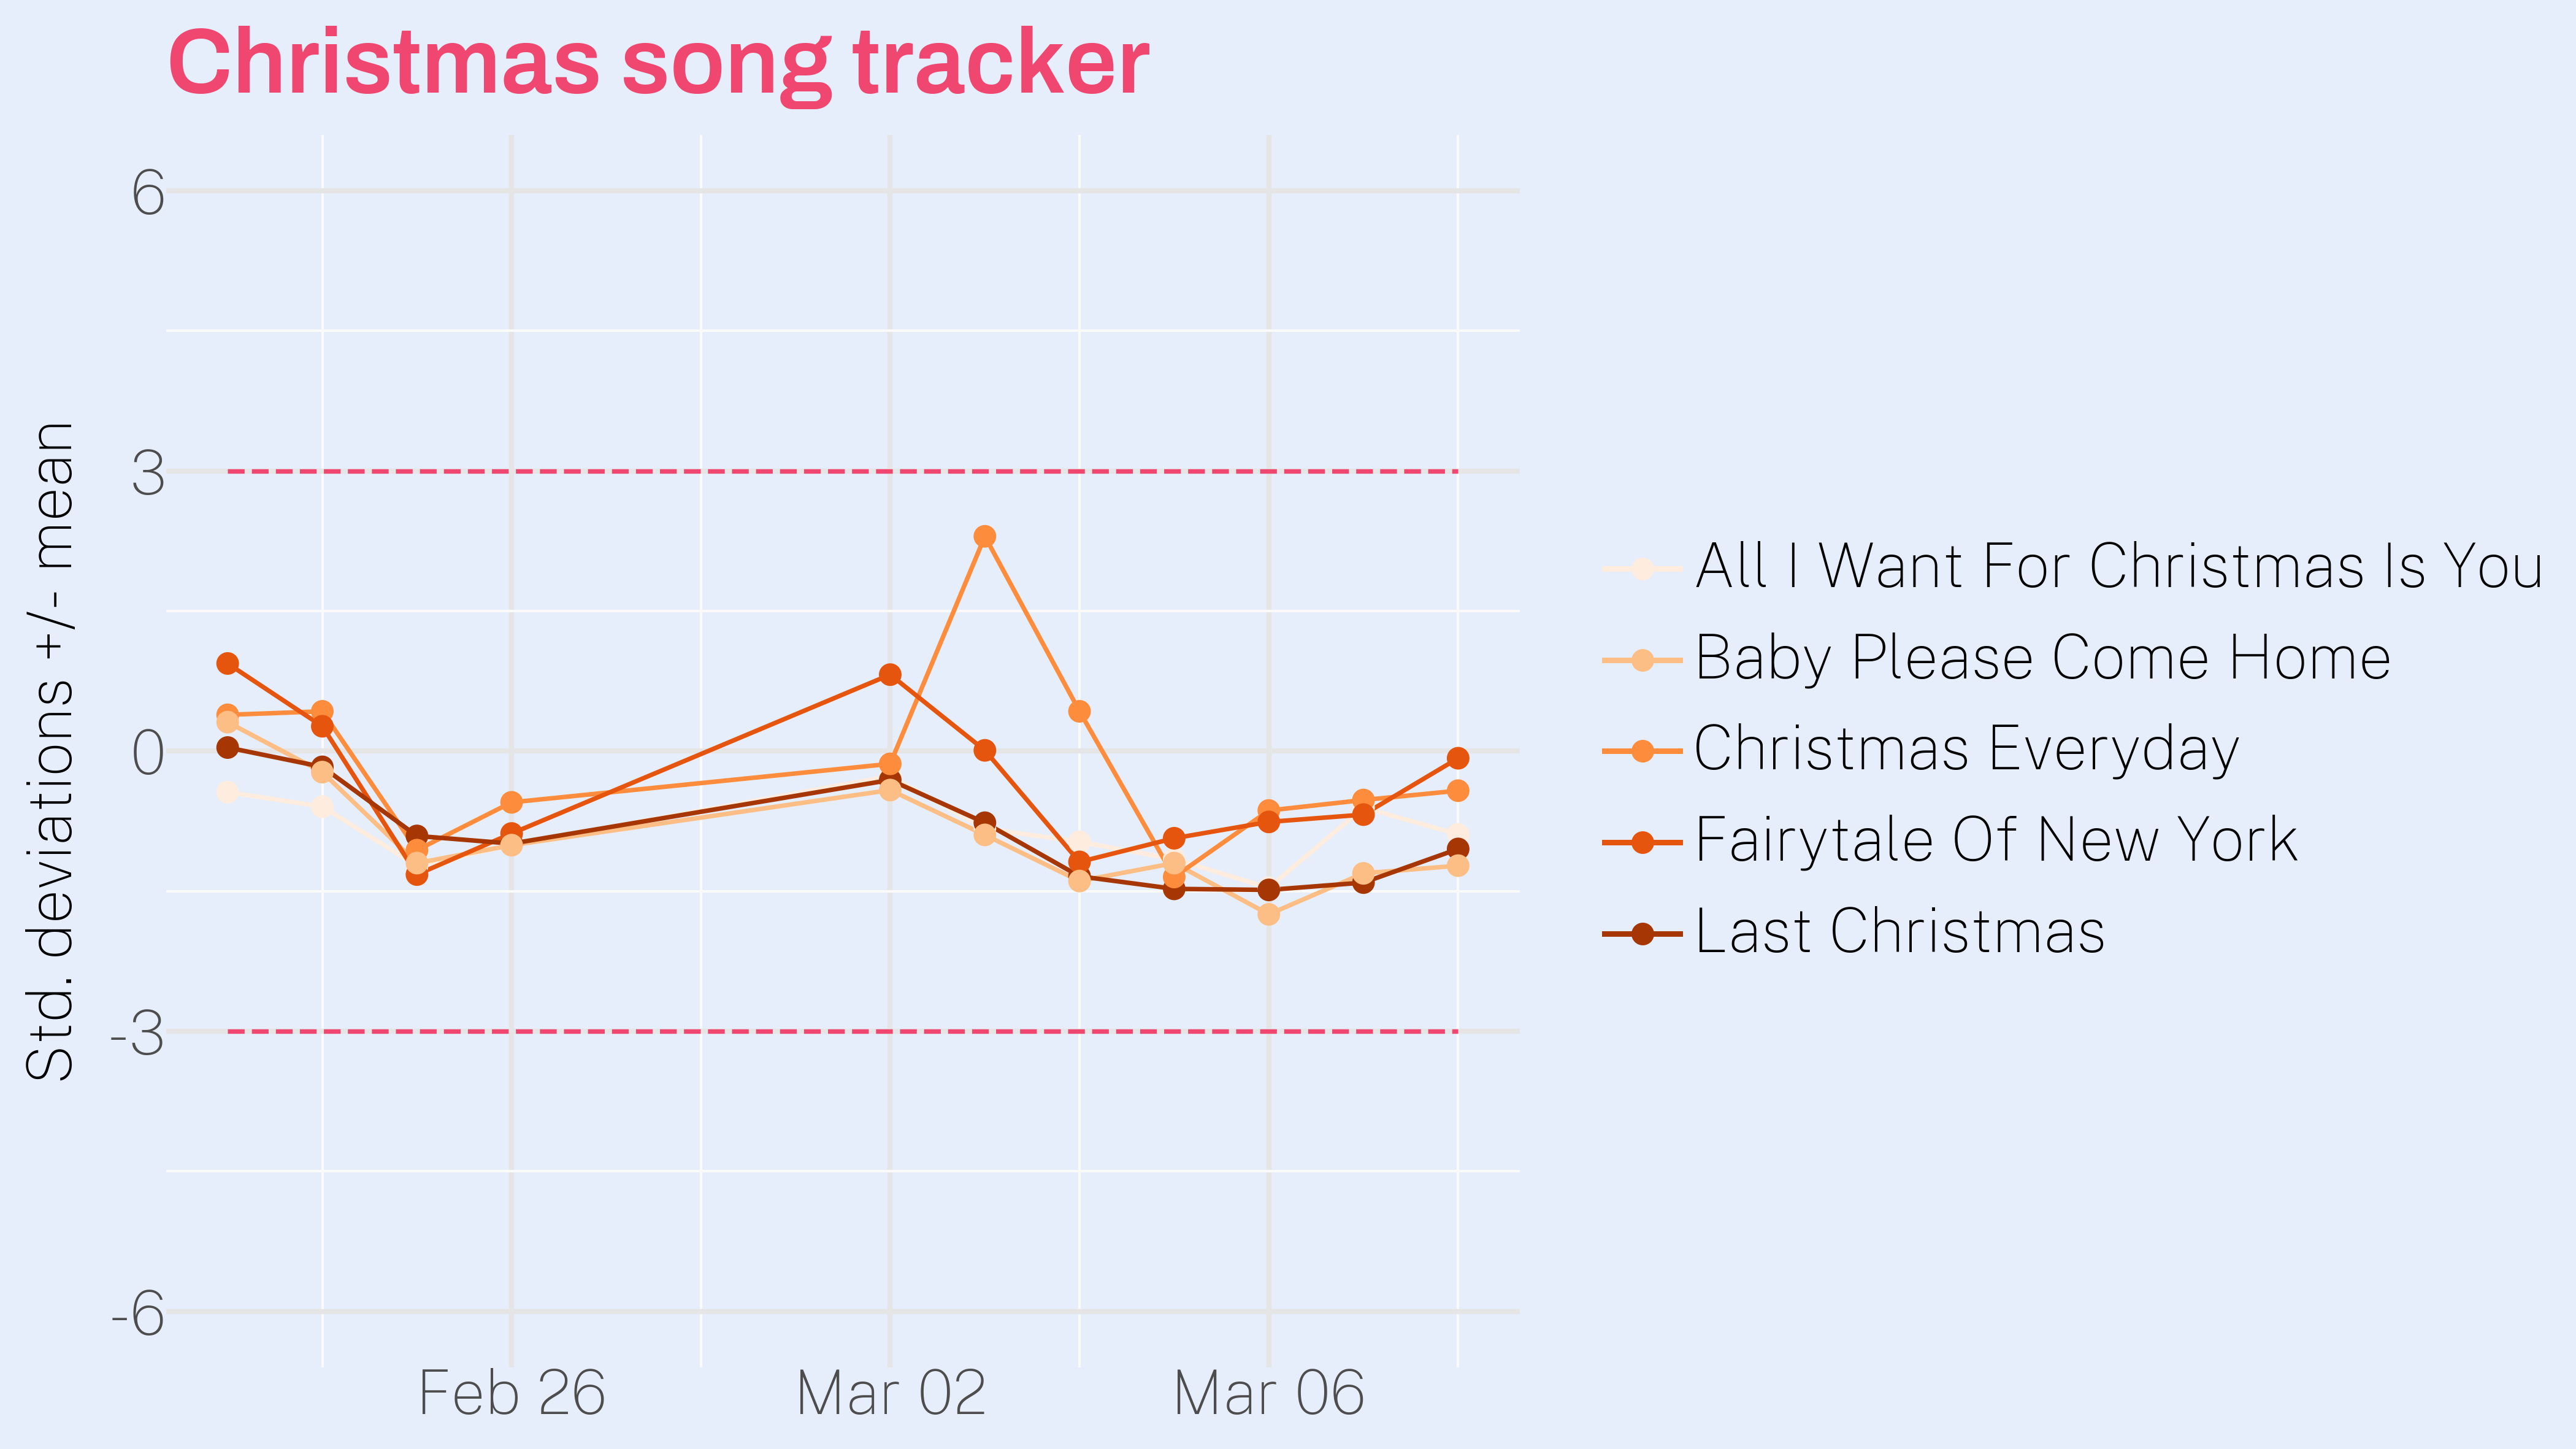 Christmas song tracker
Std. deviations +/- mean
6
3
0
-3
-6
Feb 26
Mar 02
Mar 06
All I Want For Christmas Is You
Baby Please Come Home
Christmas Everyday
Fairytale Of New York
Last Christmas